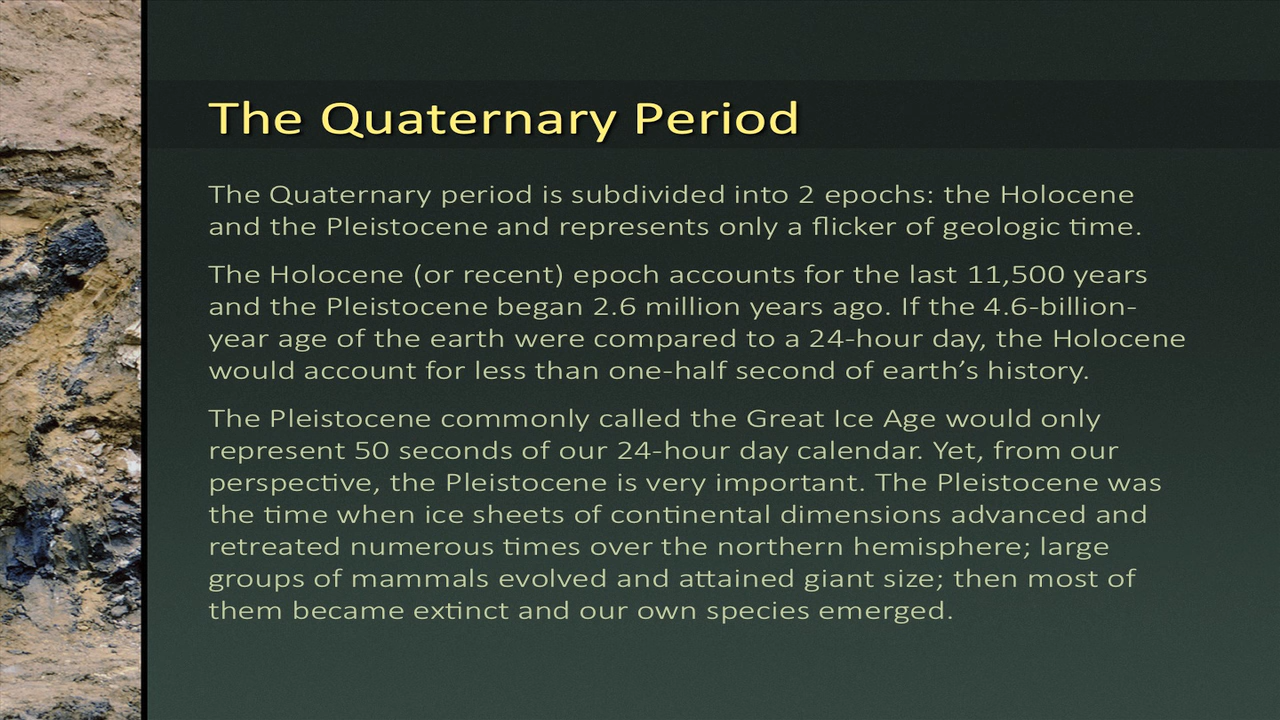 The Quaternary Period
The Quaternary period is subdivided into 2 epochs: the Holocene
and the Pleistocene and represents only a flicker of geologic time.
The Holocene (or recent) epoch accounts for the last 11,500 years
and the Pleistocene began 2.6 million years ago. If the 4.6-billion-
year age of the earth were compared to a 24-hour day, the Holocene
would account for less than one-half second of earth’s history.
The Pleistocene commonly called the Great Ice Age would only
represent 50 seconds of our 24-hour day calendar. Yet, from our
perspective, the Pleistocene is very important. The Pleistocene was
the time when ice sheets of continental dimensions advanced and
retreated numerous times over the northern hemisphere; large
groups of mammals evolved and attained giant size; then most of
them became extinct and our own species emerged.